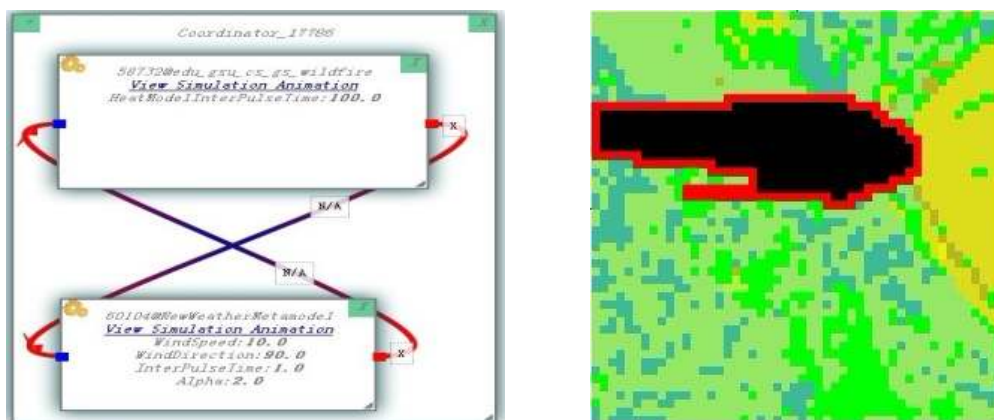 Coordinator_17786
58732@edu_gsu_cs_gs_wildfire
View Simulation Animation
HeatModelInterPulseTime:100.0
X
N/A
N/A
60104@NewWeatherMetamodel
View Simulation Animation
WindSpeed:10.0
X
WindDirection:90.0
InterPulseTime:1.0
Alpha:2.0